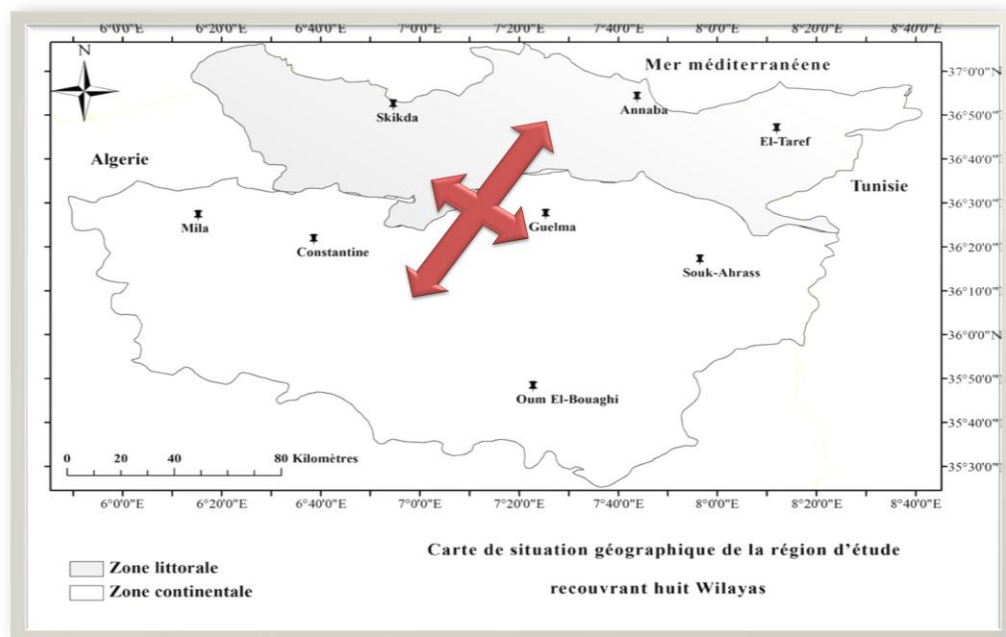 6°0'0"E 6°20'0"E 6°40'0"E 7°0'0"E 7°20'0"E 7°40'0"E 8°0'0"E 8°20'0"E 8°40'0"E
N
Mer méditerranéene
37°0'0"N
Annaba
36°50'0"N
Skikda
El-Taref
36°40'0"N
Algerie
Tunisie
36°30'0"N
Mila
Guelma
36°20'0"N
Constantine
Souk-Ahrass
36°10'0"N
36°0'0"N
35°50'0"N
Oum El-Bouaghi
35°40'0"N
0 20 40 80 Kilomètres
35°30'0"N
6°0'0"E 6°20'0"E 6°40'0"E 7°0'0"E 7°20'0"E 7°40'0"E 8°0'0"E 8°20'0"E 8°40'0"E
Carte de situation géographique de la région d'étude
recouvrant huit Wilayas
Zone littorale
Zone continentale